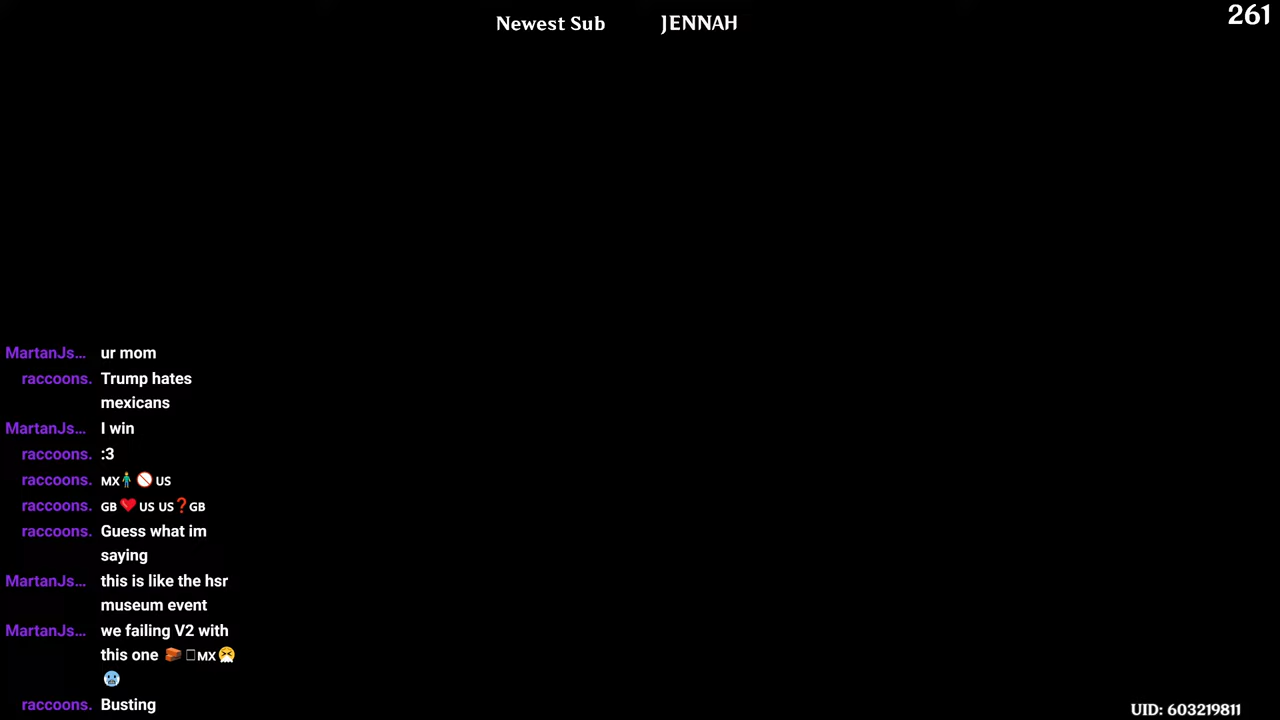 Newest Sub JENNAH
261
MartanJs... ur mom
raccoons. Trump hates
mexicans
MartanJs... I win
raccoons. :3
raccoons. MX🧍‍♂️🚫US
raccoons. GB❤️US US❓GB
raccoons. Guess what im
saying
MartanJs... this is like the hsr
museum event
MartanJs... we failing V2 with
this one 🧱MX😤
🥶
raccoons. Busting
UID: 603219811